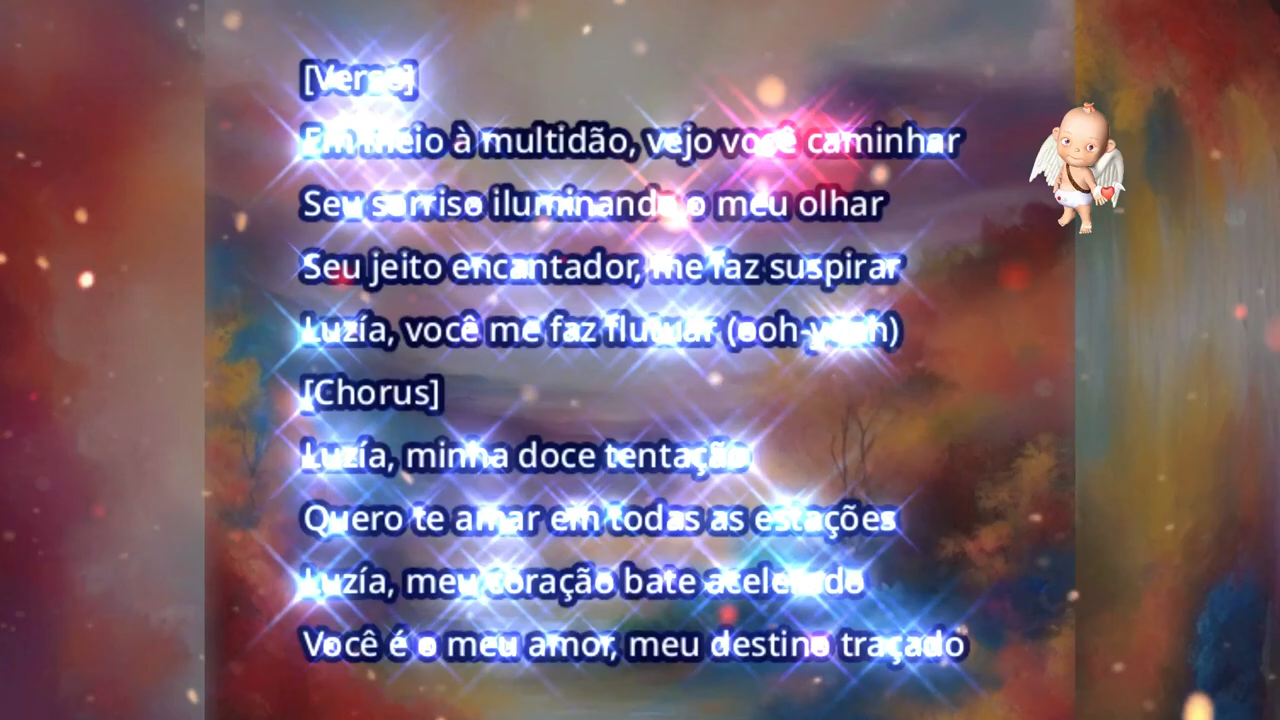 [Verse]
Em meio à multidão, vejo você caminhar
Seu sorriso iluminando o meu olhar
Seu jeito encantador, me faz suspirar
Luzía, você me faz flutuar (ooh-yeah)
[Chorus]
Luzía, minha doce tentação
Quero te amar em todas as estações
Luzía, meu coração bate acelerado
Você é o meu amor, meu destino traçado